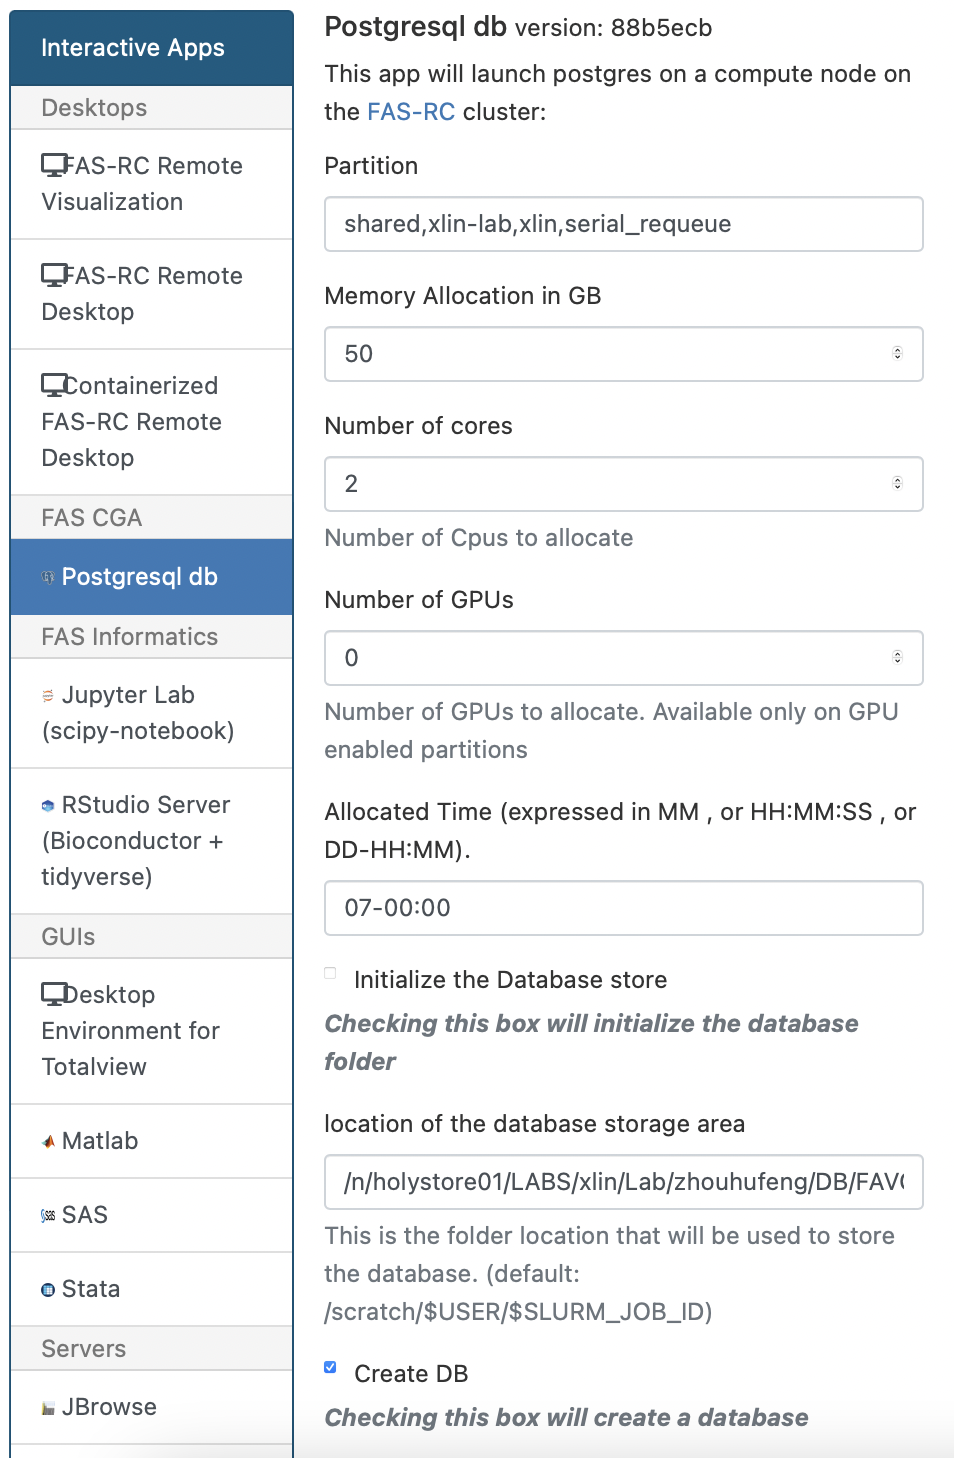 Interactive Apps
Desktops
FAS-RC Remote
Visualization
FAS-RC Remote
Desktop
Containerized
FAS-RC Remote
Desktop
FAS CGA
Postgresql db
FAS Informatics
Jupyter Lab
(scipy-notebook)
RStudio Server
(Bioconductor +
tidyverse)
GUIs
Desktop
Environment for
Totalview
Matlab
SAS
Stata
Servers
JBrowse
Postgresql db version: 88b5ecb
This app will launch postgres on a compute node on
the FAS-RC cluster:
Partition
shared,xlin-lab,xlin,serial_requeue
Memory Allocation in GB
50
Number of cores
2
Number of Cpus to allocate
Number of GPUs
0
Number of GPUs to allocate. Available only on GPU
enabled partitions
Allocated Time (expressed in MM , or HH:MM:SS , or
DD-HH:MM).
07-00:00
Initialize the Database store
Checking this box will initialize the database
folder
location of the database storage area
/n/holystore01/LABS/xlin/Lab/zhouhufeng/DB/FAV
This is the folder location that will be used to store
the database. (default:
/scratch/$USER/$SLURM_JOB_ID)
Create DB
Checking this box will create a database